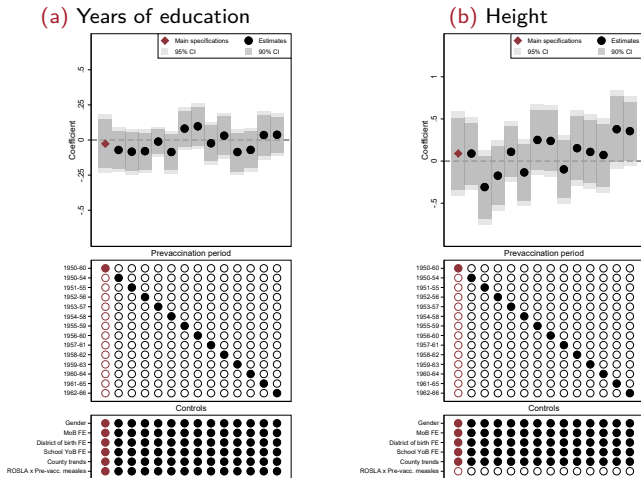 (a) Years of education
Main specifications
Estimates
95% CI
90% CI
Coefficient
.5
.25
0
-.25
-.5
Prevaccination period
1950-60
1950-54
1951-55
1952-56
1953-57
1954-58
1955-59
1956-60
1957-61
1958-62
1959-63
1960-64
1961-65
1962-66
Controls
Gender
MoB FE
District of birth FE
School YoB FE
County trends
ROSLA x Pre-vacc. measles
(b) Height
Main specifications
Estimates
95% CI
90% CI
Coefficient
1
.5
0
-.5
Prevaccination period
1950-60
1950-54
1951-55
1952-56
1953-57
1954-58
1955-59
1956-60
1957-61
1958-62
1959-63
1960-64
1961-65
1962-66
Controls
Gender
MoB FE
District of birth FE
School YoB FE
County trends
ROSLA x Pre-vacc. measles